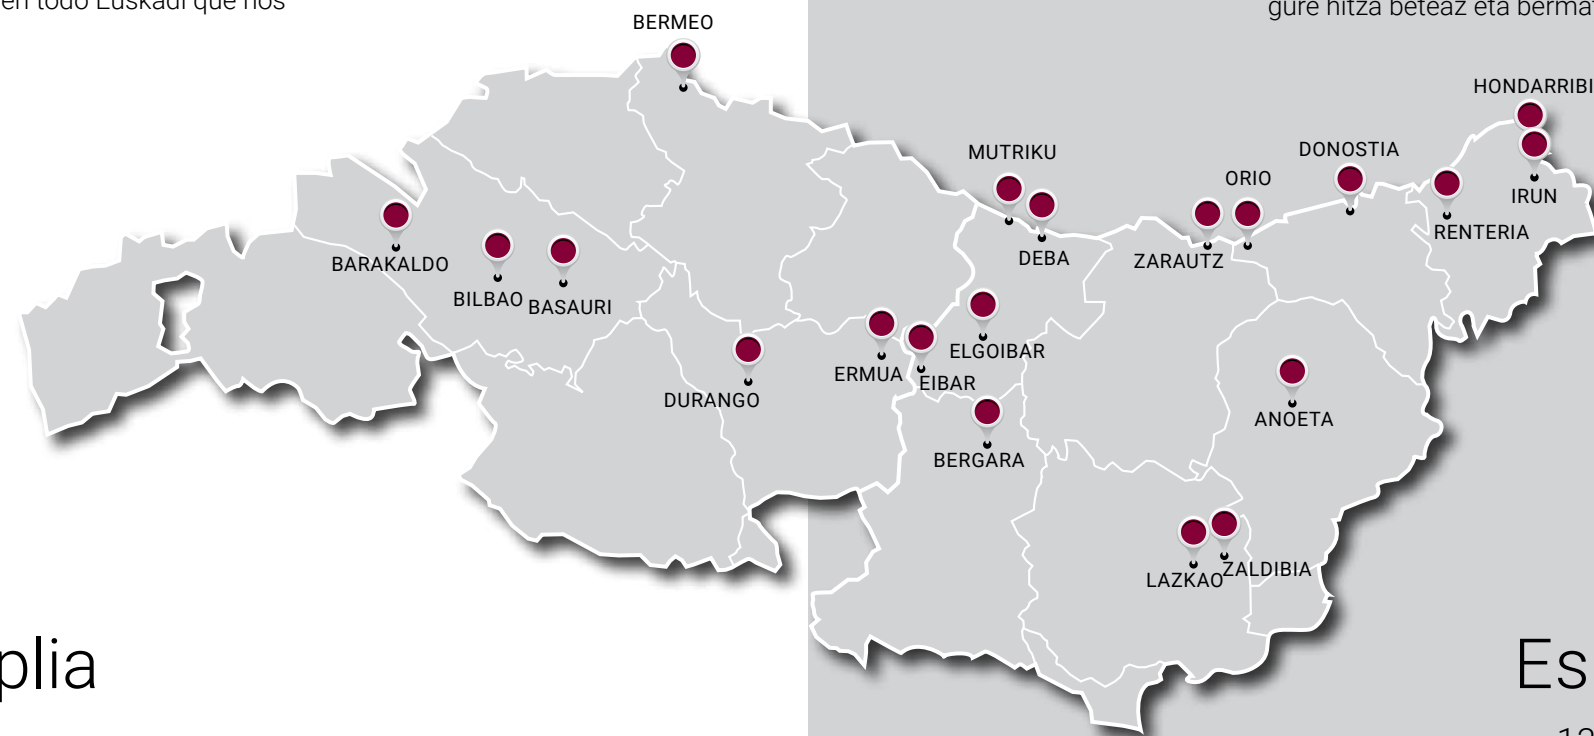 en todo Euskadi que nos
gure hitza beteaz eta
BERMEO
HONDARRIBI
MUTRIKU
DONOSTIA
ORIO
IRUN
RENTERIA
DEBA
ZARAUTZ
BARAKALDO
BILBAO
BASAURI
ELGOIBAR
ERMUA
EIBAR
DURANGO
ANOETA
BERGARA
ZALDIBIA
LAZKAO
plia
Es